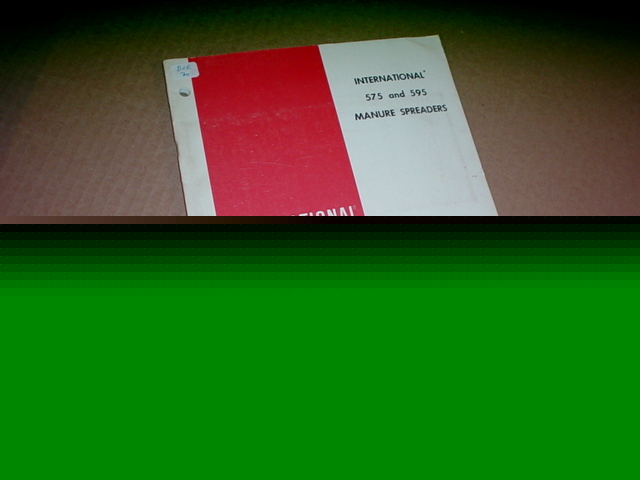 INTERNATIONAL®
575 and 595
MANURE SPREADERS